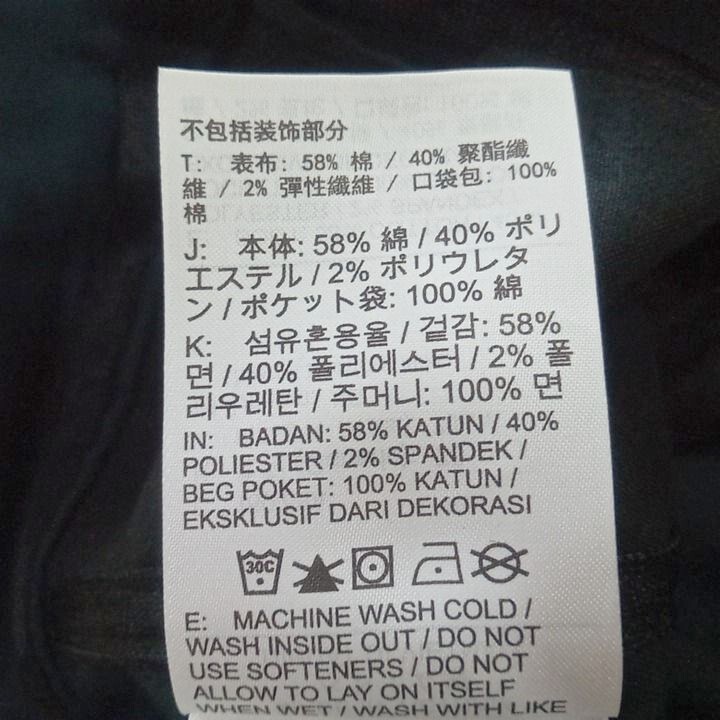 不包括装饰部分
T: 表布: 58% 棉 / 40% 聚酯纖
維 / 2% 彈性纖維 / 口袋包: 100%
棉
J: 本体: 58% 綿 / 40% ポリ
エステル / 2% ポリウレタ
ン / ポケット袋: 100% 綿
K: 섬유혼용율 / 겉감: 58%
면 / 40% 폴리에스터 / 2% 폴
리우레탄 / 주머니: 100% 면
IN: BADAN: 58% KATUN / 40%
POLIESTER / 2% SPANDEK /
BEG POKET: 100% KATUN /
EKSKLUSIF DARI DEKORASI
30C
E: MACHINE WASH COLD /
WASH INSIDE OUT / DO NOT
USE SOFTENERS / DO NOT
ALLOW TO LAY ON ITSELF
WHEN WET / WASH WITH LIKE